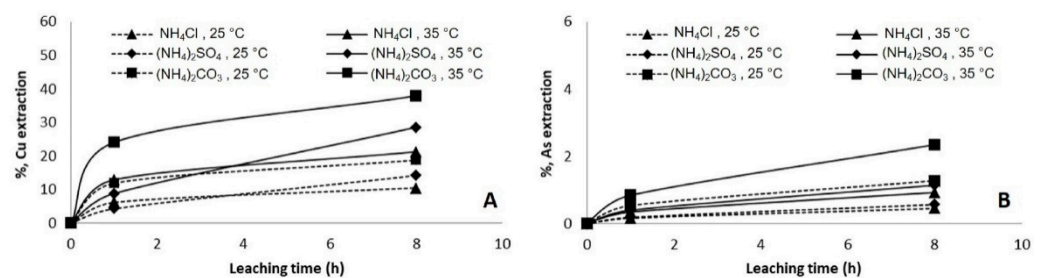 %, Cu extraction
60
50
40
30
20
10
0
NH₄Cl , 25 °C
NH₄Cl , 35 °C
(NH₄)₂SO₄ , 25 °C
(NH₄)₂SO₄ , 35 °C
(NH₄)₂CO₃ , 25 °C
(NH₄)₂CO₃ , 35 °C
A
0 2 4 6 8 10
Leaching time (h)
%, As extraction
6
4
2
0
NH₄Cl , 25 °C
NH₄Cl , 35 °C
(NH₄)₂SO₄ , 25 °C
(NH₄)₂SO₄ , 35 °C
(NH₄)₂CO₃ , 25 °C
(NH₄)₂CO₃ , 35 °C
B
0 2 4 6 8 10
Leaching time (h)